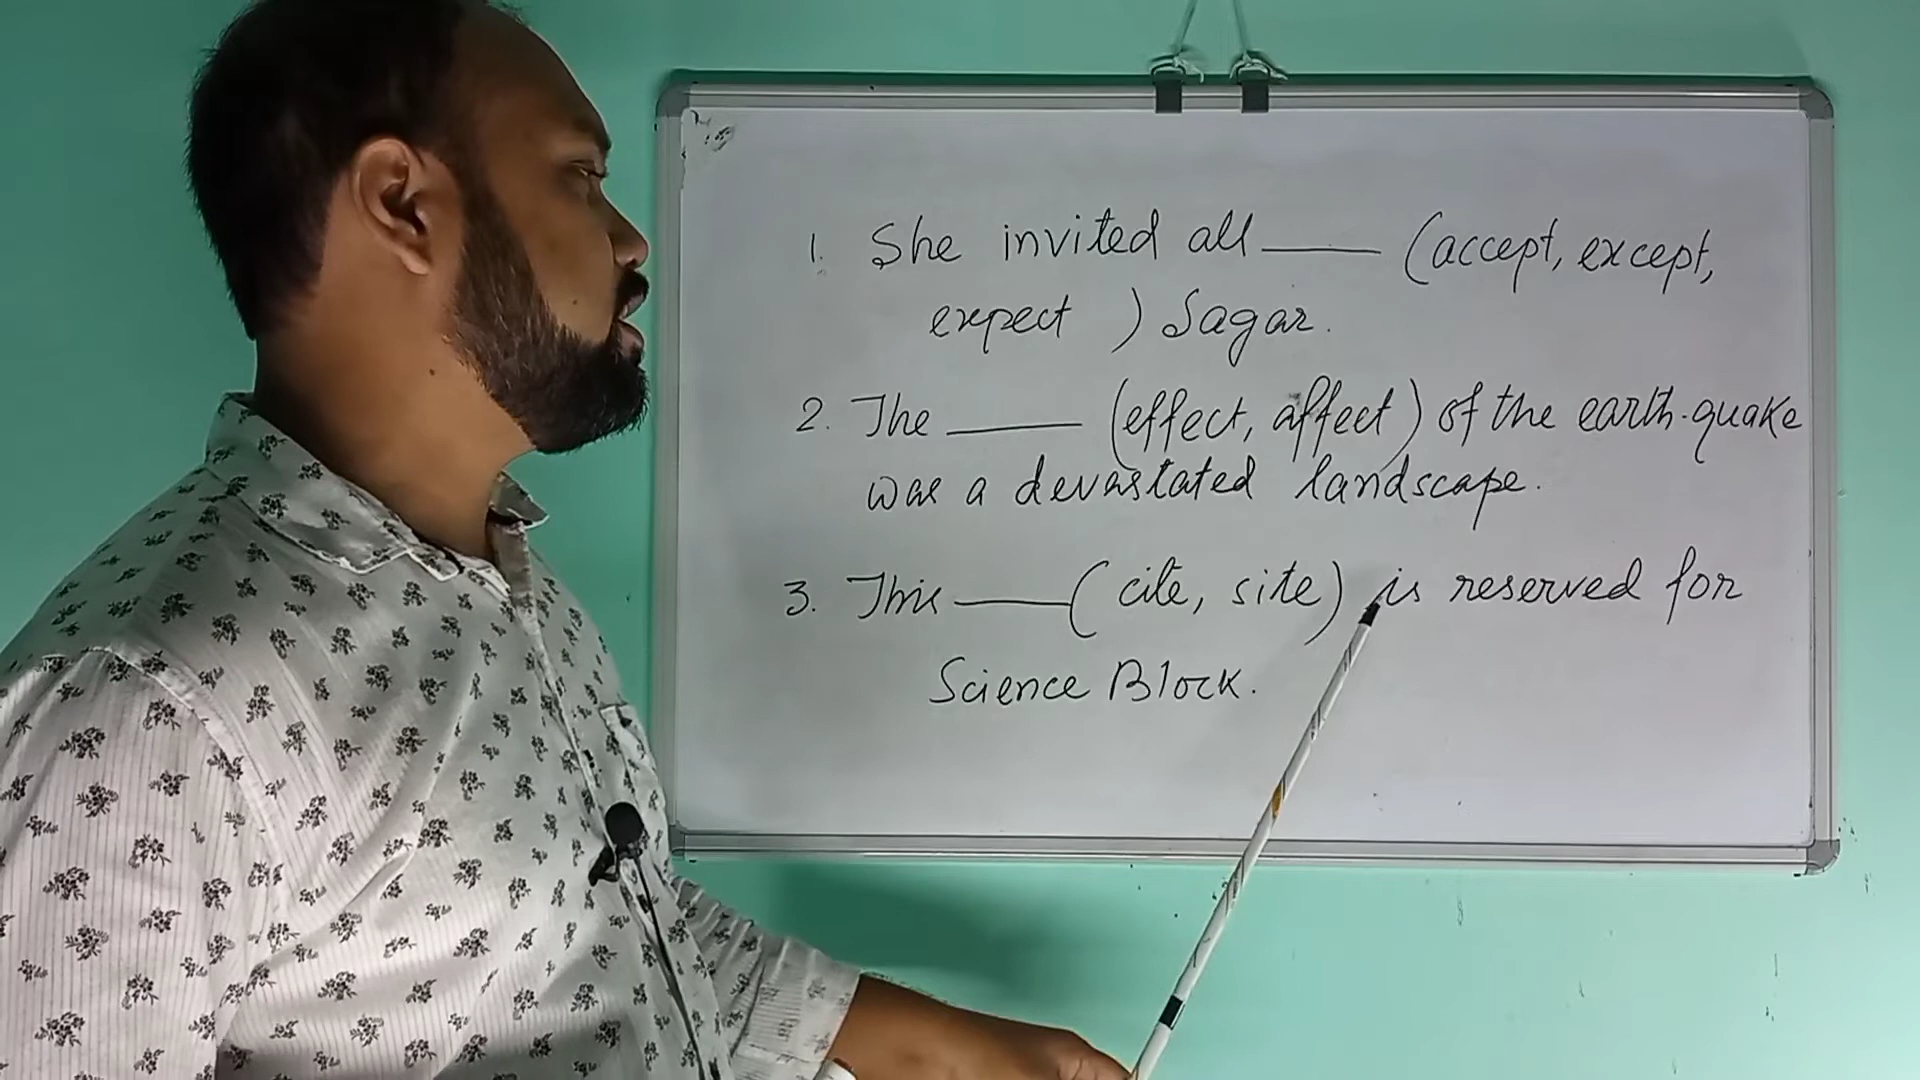 1. She invited all ____ (accept, except,
expect ) Sagar.
2. The ____ (effect, affect) of the earth-quake
was a devastated landscape.
3. This ____ ( cite, site) is reserved for
Science Block.